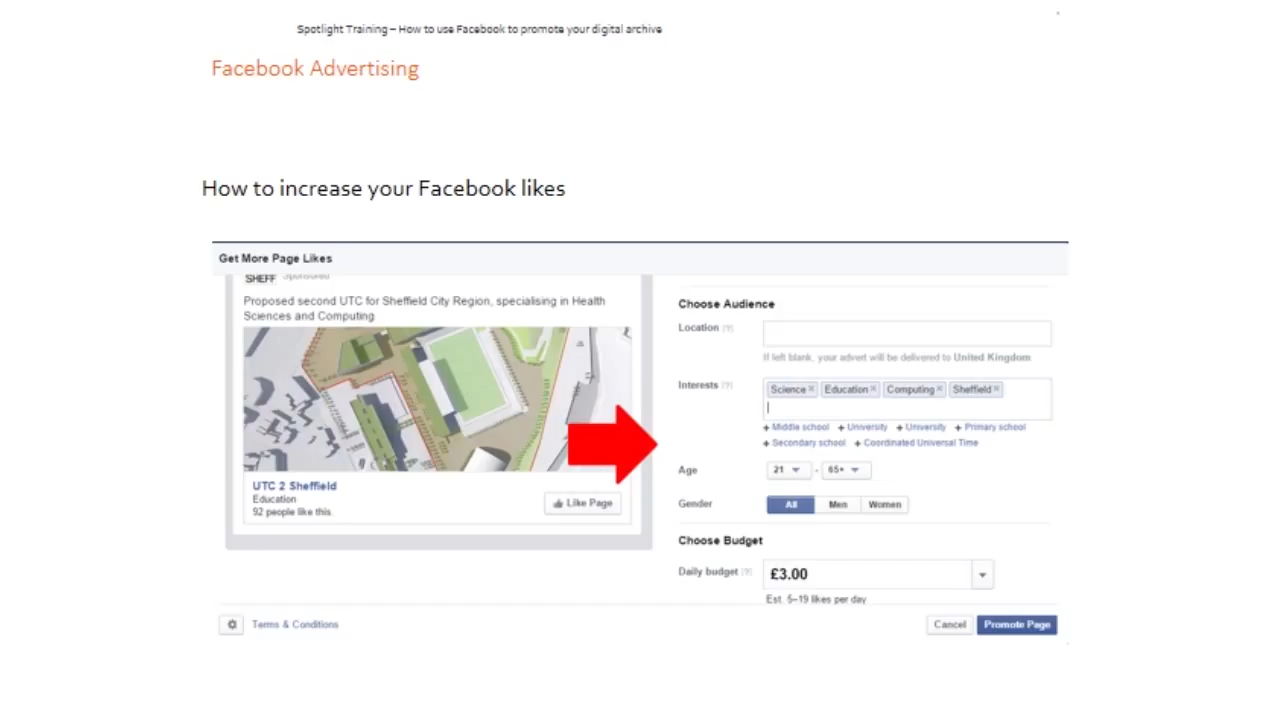 Spotlight Training – How to use Facebook to promote your digital archive
Facebook Advertising
How to increase your Facebook likes
Get More Page Likes
SHEFF Sponsored
Proposed second UTC for Sheffield City Region, specialising in Health
Sciences and Computing
UTC 2 Sheffield
Education
92 people like this.
Like Page
Choose Audience
Location [?]
If left blank, your advert will be delivered to United Kingdom.
Interests [?]
Science × Education × Computing × Sheffield ×
+ Middle school + University + University + Primary school
+ Secondary school + Coordinated Universal Time
Age 21 - 65+
Gender All Men Women
Choose Budget
Daily budget [?] £3.00
Est. 5–19 likes per day
Terms & Conditions
Cancel Promote Page